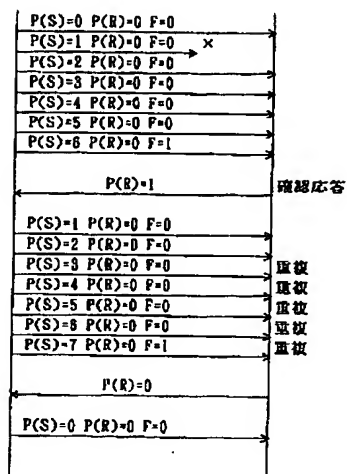 P(S)=0 P(R)=0 F=0
P(S)=1 P(R)=0 F=0 ×
P(S)=2 P(R)=0 F=0
P(S)=3 P(R)=0 F=0
P(S)=4 P(R)=0 F=0
P(S)=5 P(R)=0 F=0
P(S)=6 P(R)=0 F=1
P(R)=1 確認応答
P(S)=1 P(R)=0 F=0
P(S)=2 P(R)=0 F=0
P(S)=3 P(R)=0 F=0 重複
P(S)=4 P(R)=0 F=0 重複
P(S)=5 P(R)=0 F=0 重複
P(S)=6 P(R)=0 F=0 重複
P(S)=7 P(R)=0 F=1 重複
P(R)=0
P(S)=0 P(R)=0 F=0